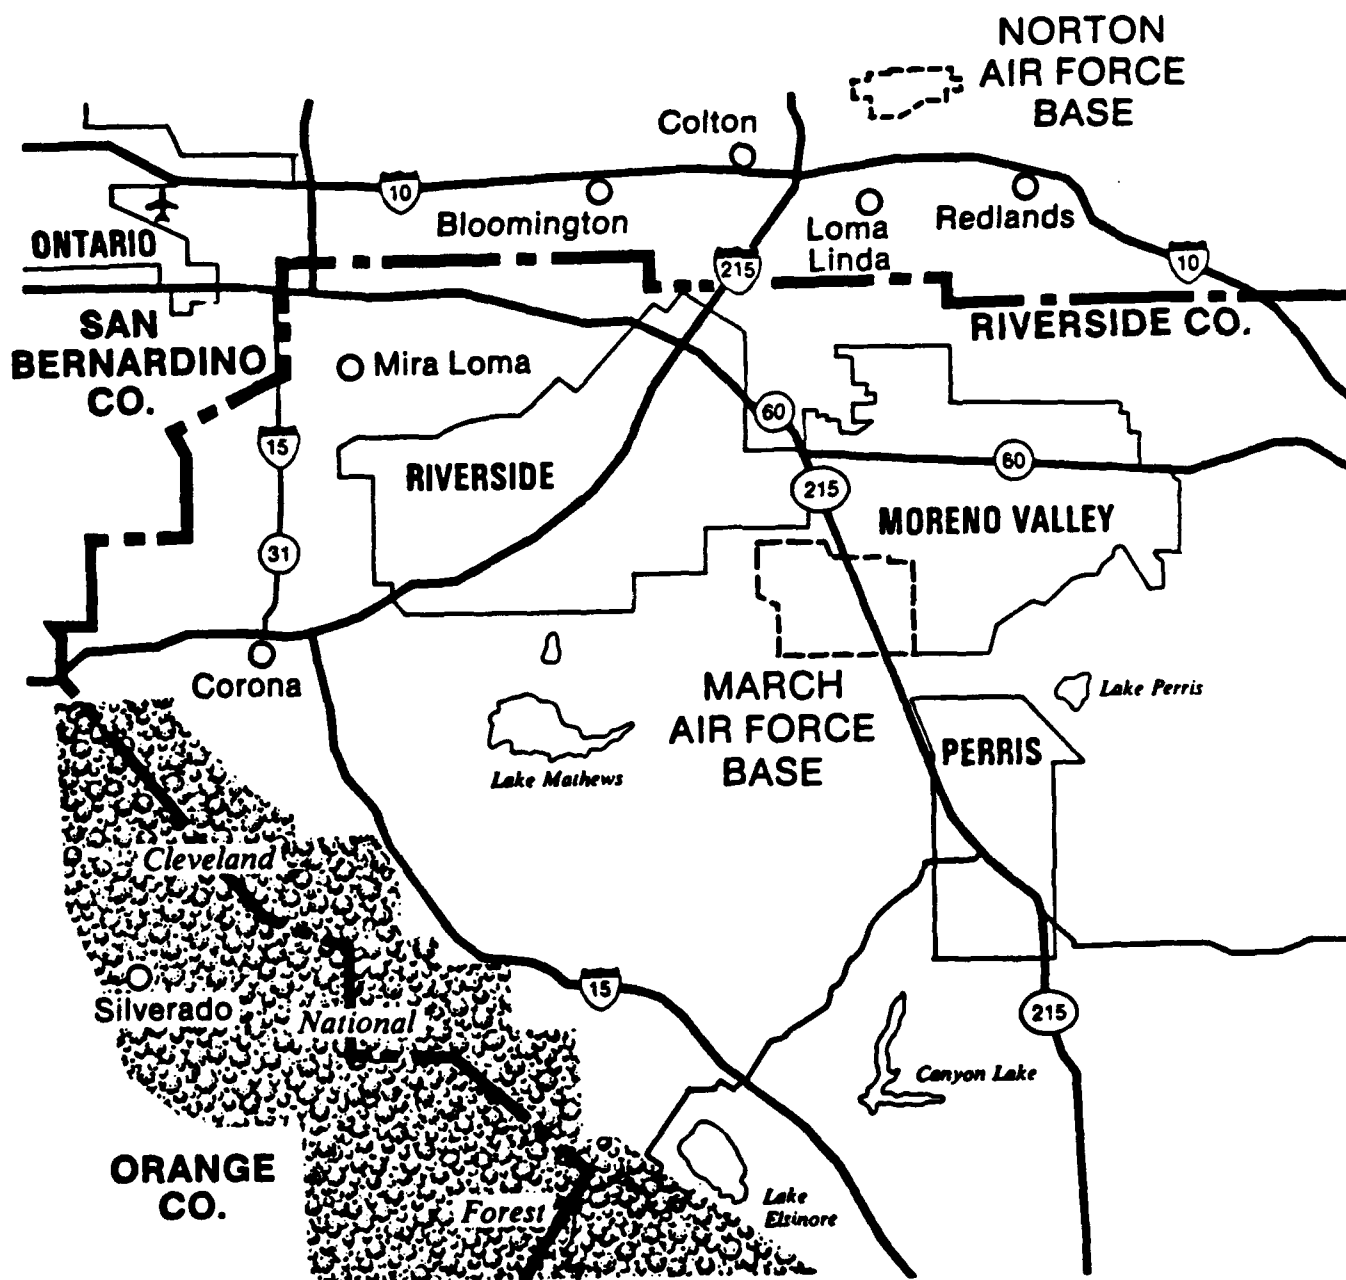 NORTON
AIR FORCE
BASE
Colton
10
Bloomington
Loma
Linda
Redlands
ONTARIO
215
10
SAN
BERNARDINO
CO.
RIVERSIDE CO.
Mira Loma
60
15
RIVERSIDE
60
215
MORENO VALLEY
31
Corona
MARCH
AIR FORCE
BASE
Lake Perris
PERRIS
Lake Mathews
Cleveland
Silverado
National
15
215
Canyon Lake
ORANGE
CO.
Forest
Lake
Elsinore